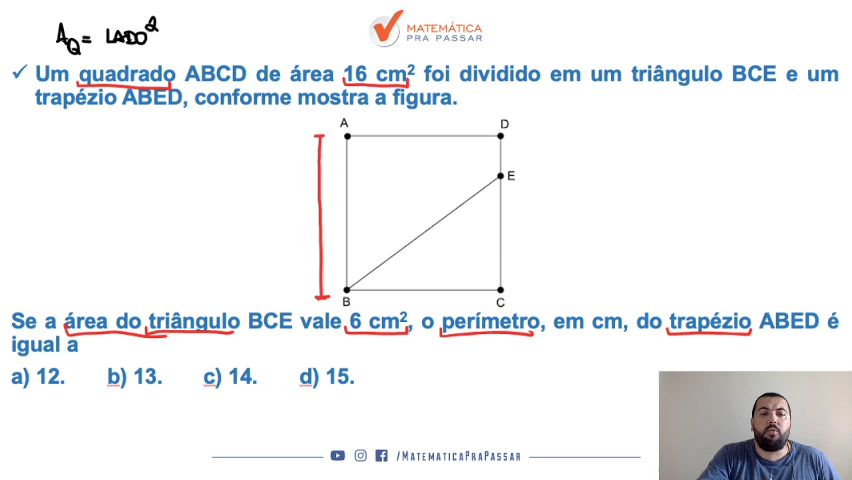 AQ = LADO²
MATEMÁTICA
PRA PASSAR
✓ Um quadrado ABCD de área 16 cm² foi dividido em um triângulo BCE e um
trapézio ABED, conforme mostra a figura.
A D
E
B C
Se a área do triângulo BCE vale 6 cm², o perímetro, em cm, do trapézio ABED é
igual a
a) 12. b) 13. c) 14. d) 15.
/MATEMATICAPRAPASSAR